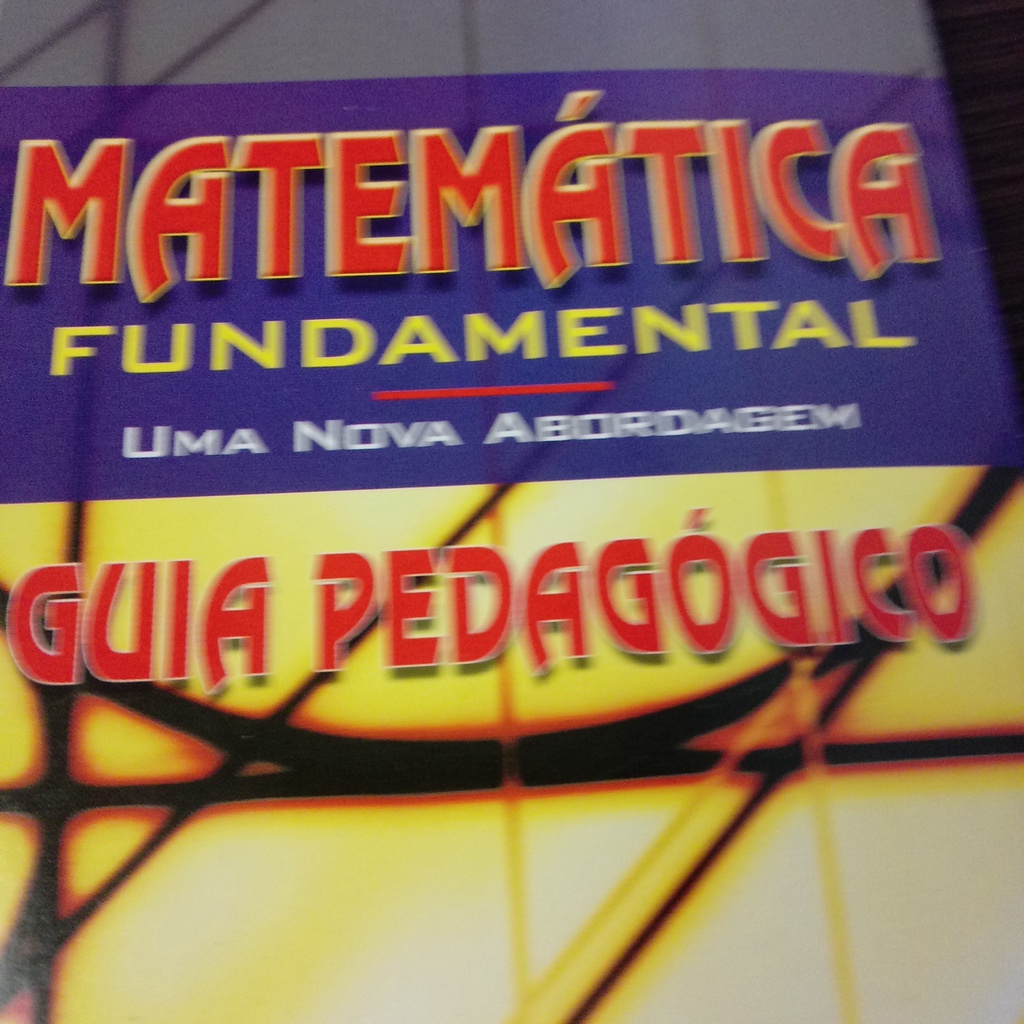 MATEMÁTICA
FUNDAMENTAL
UMA NOVA ABORDAGEM
GUIA PEDAGÓGICO